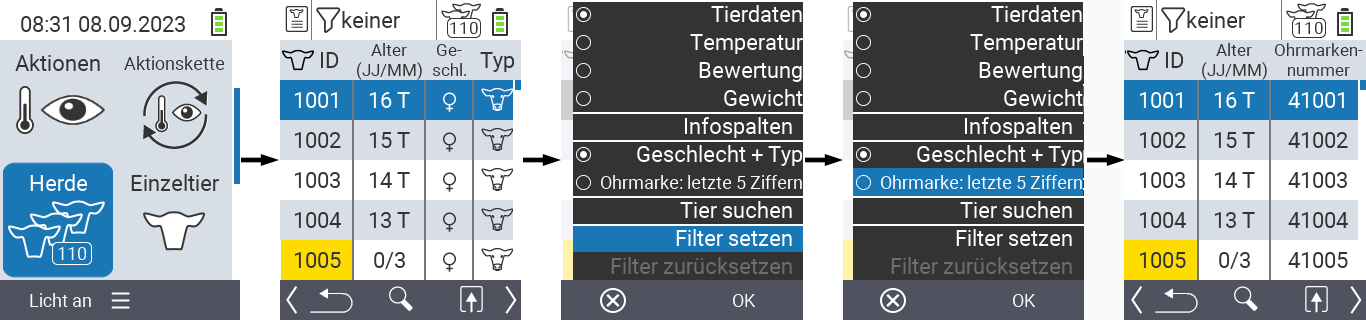 08:31 08.09.2023
Aktionen Aktionskette
Herde Einzeltier
110
Licht an
keiner 110
ID Alter (JJ/MM) Ge-schl. Typ
1001 16 T ♀
1002 15 T ♀
1003 14 T ♀
1004 13 T ♀
1005 0/3 ♀
Tierdaten
Temperatur
Bewertung
Gewicht
Infospalten
Geschlecht + Typ
Ohrmarke: letzte 5 Ziffern
Tier suchen
Filter setzen
Filter zurücksetzen
OK
Tierdaten
Temperatur
Bewertung
Gewicht
Infospalten
Geschlecht + Typ
Ohrmarke: letzte 5 Ziffern
Tier suchen
Filter setzen
Filter zurücksetzen
OK
keiner 110
ID Alter (JJ/MM) Ohrmarken-nummer
1001 16 T 41001
1002 15 T 41002
1003 14 T 41003
1004 13 T 41004
1005 0/3 41005